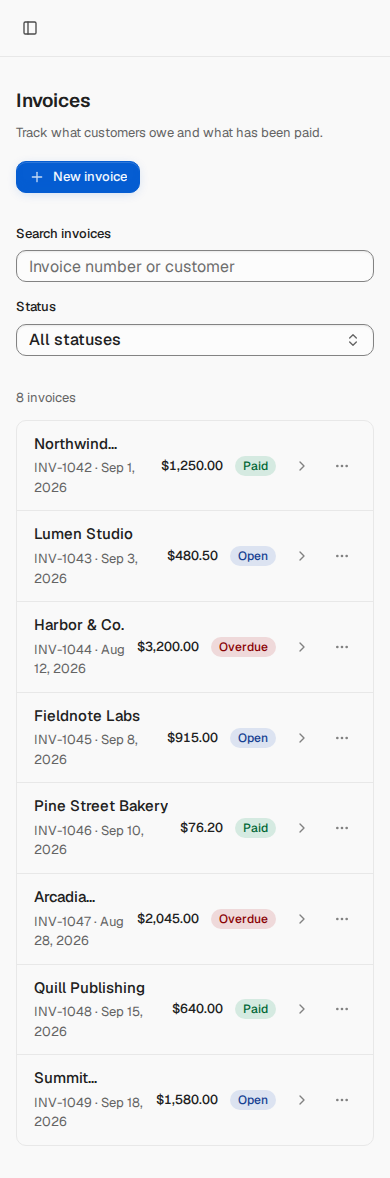 Invoices
Track what customers owe and what has been paid.
New invoice
Search invoices
Invoice number or customer
Status
All statuses
8 invoices
Northwind...
INV-1042 · Sep 1, 2026
$1,250.00
Paid
Lumen Studio
INV-1043 · Sep 3, 2026
$480.50
Open
Harbor & Co.
INV-1044 · Aug 12, 2026
$3,200.00
Overdue
Fieldnote Labs
INV-1045 · Sep 8, 2026
$915.00
Open
Pine Street Bakery
INV-1046 · Sep 10, 2026
$76.20
Paid
Arcadia...
INV-1047 · Aug 28, 2026
$2,045.00
Overdue
Quill Publishing
INV-1048 · Sep 15, 2026
$640.00
Paid
Summit...
INV-1049 · Sep 18, 2026
$1,580.00
Open